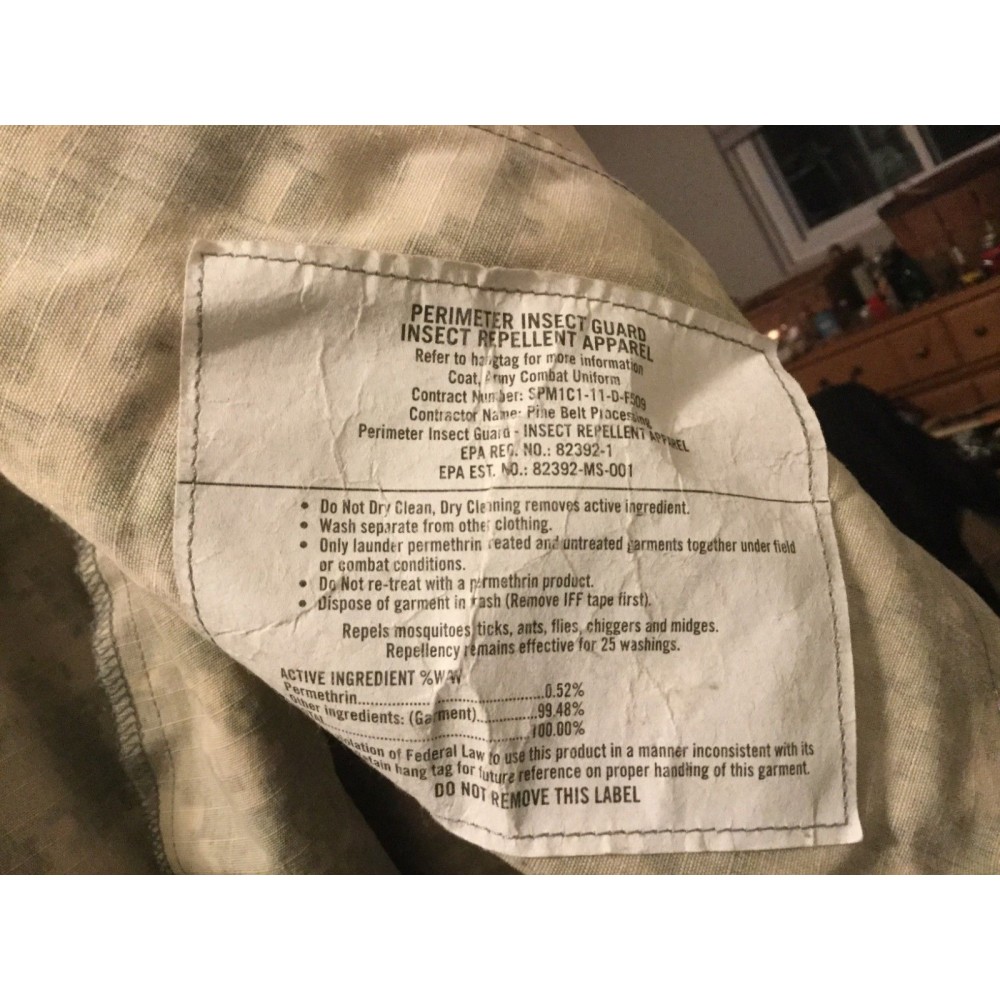 PERIMETER INSECT GUARD
INSECT REPELLENT APPAREL
Refer to hangtag for more information
Coat, Army Combat Uniform
Contract Number: SPM1C1-11-D-F509
Contractor Name: Pine Belt Processing
Perimeter Insect Guard - INSECT REPELLENT APPAREL
EPA REG. NO.: 82392-1
EPA EST. NO.: 82392-MS-001
• Do Not Dry Clean, Dry Cleaning removes active ingredient.
• Wash separate from other clothing.
• Only launder permethrin reated and untreated garments together under field
or combat conditions.
• Do Not re-treat with a permethrin product.
• Dispose of garment in trash (Remove IFF tape first).
Repels mosquitoes, ticks, ants, flies, chiggers and midges.
Repellency remains effective for 25 washings.
ACTIVE INGREDIENT %W/W
Permethrin..............................0.52%
Other ingredients: (Garment)..........99.48%
..............................100.00%
of Federal Law to use this product in a manner inconsistent with its
hang tag for future reference on proper handling of this garment.
DO NOT REMOVE THIS LABEL